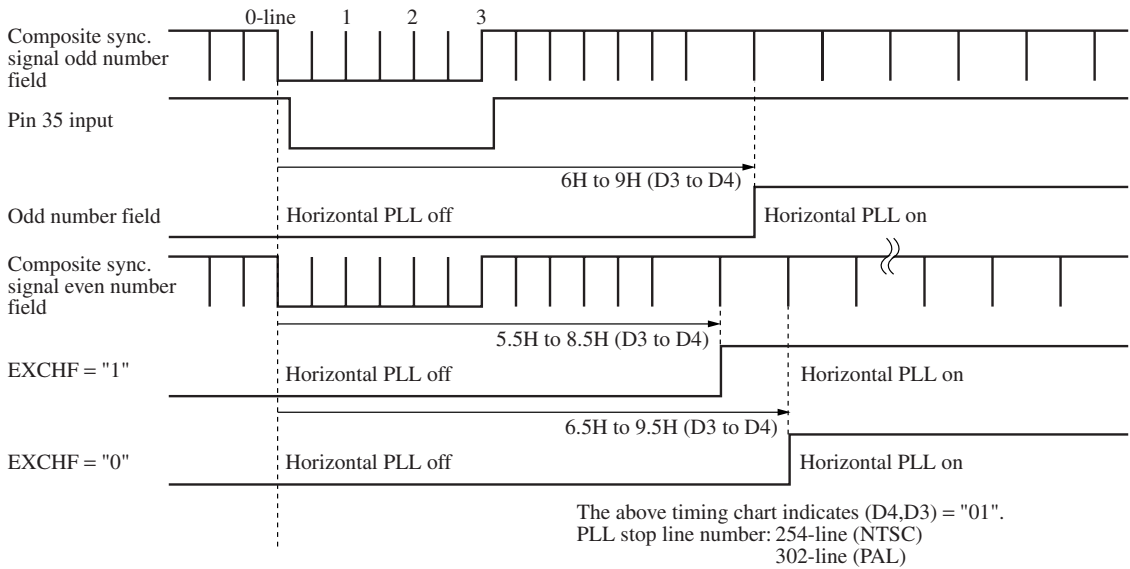 0-line 1 2 3
Composite sync.
signal odd number
field
Pin 35 input
6H to 9H (D3 to D4)
Odd number field
Horizontal PLL off
Horizontal PLL on
Composite sync.
signal even number
field
5.5H to 8.5H (D3 to D4)
EXCHF = "1"
Horizontal PLL off
Horizontal PLL on
6.5H to 9.5H (D3 to D4)
EXCHF = "0"
Horizontal PLL off
Horizontal PLL on
The above timing chart indicates (D4,D3) = "01".
PLL stop line number: 254-line (NTSC)
302-line (PAL)